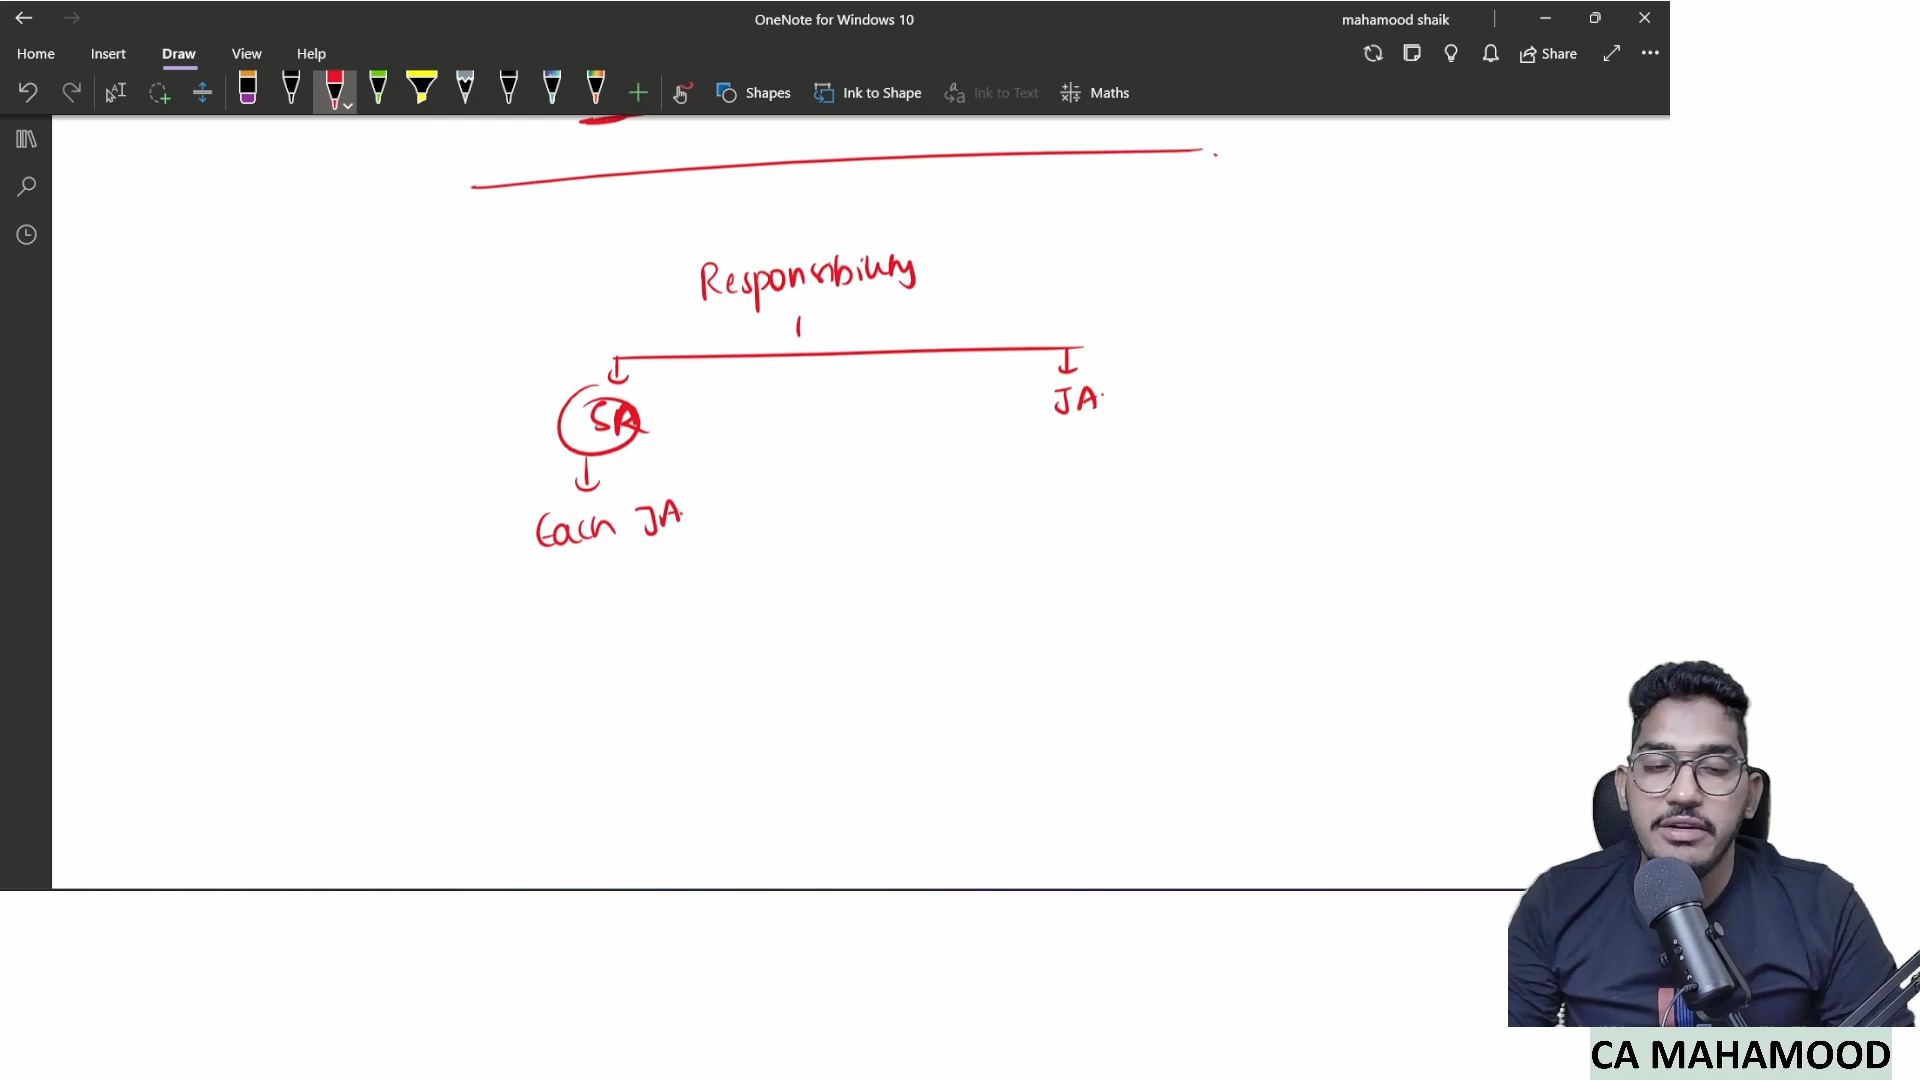 OneNote for Windows 10
mahamood shaik
Home Insert Draw View Help
Share
Shapes Ink to Shape Ink to Text Maths
Responsibility
SA
JA.
Each JA.
CA MAHAMOOD